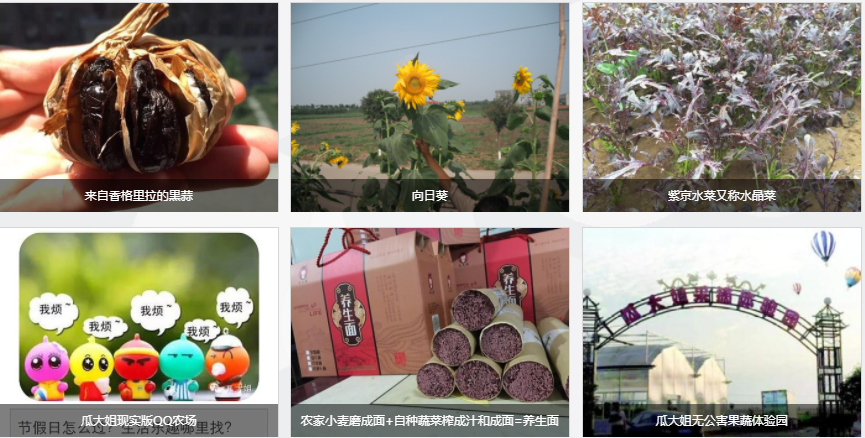 来自香格里拉的黑蒜
向日葵
紫京水菜又称水晶菜
我烦~
我烦~
我烦~
我烦~
我烦~
瓜大姐现实版QQ农场
节假日怎么过？生活乐趣哪里找?
养生面
养生面
农家小麦磨成面+自种蔬菜榨成汁和成面=养生面
瓜大姐果蔬体验园
瓜大姐无公害果蔬体验园